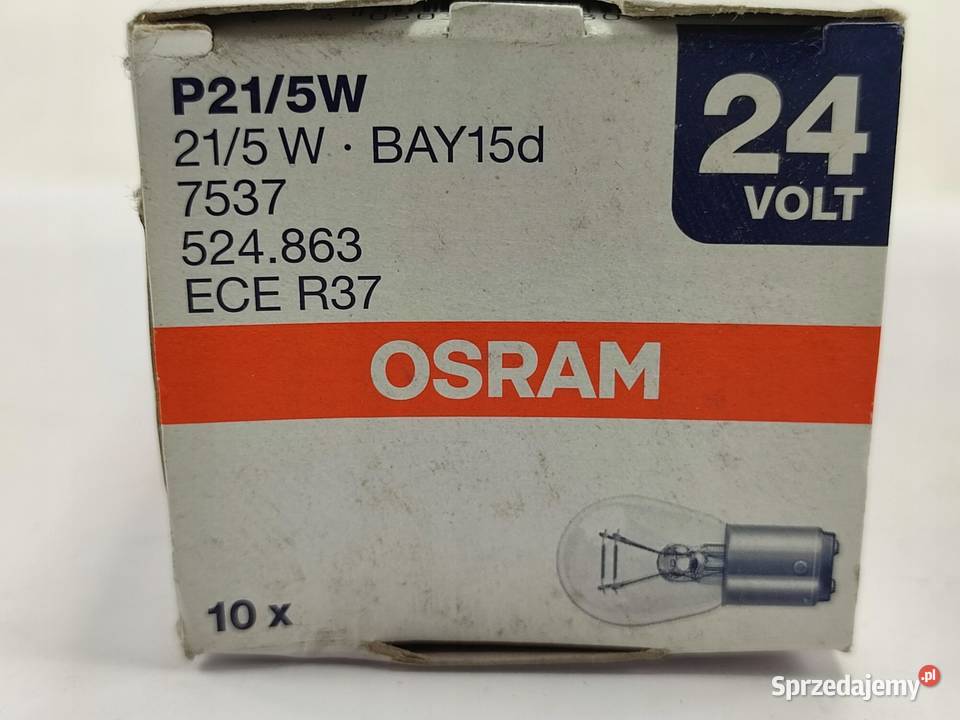 P21/5W
21/5 W · BAY15d
7537
524.863
ECE R37
24
VOLT
OSRAM
10 x
Sprzedajemy.pl